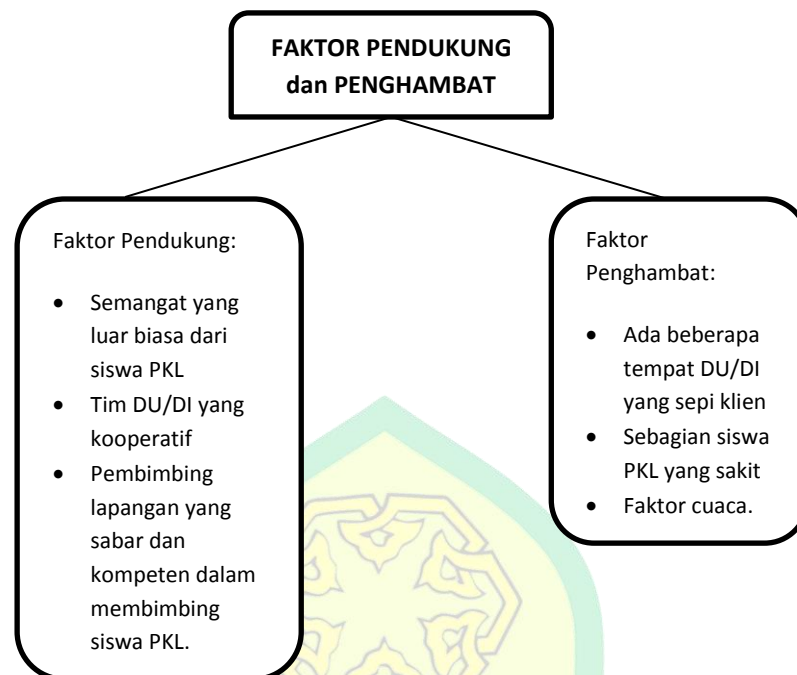 FAKTOR PENDUKUNG
dan PENGHAMBAT
Faktor Pendukung:
• Semangat yang
luar biasa dari
siswa PKL
• Tim DU/DI yang
kooperatif
• Pembimbing
lapangan yang
sabar dan
kompeten dalam
membimbing
siswa PKL.
Faktor
Penghambat:
• Ada beberapa
tempat DU/DI
yang sepi klien
• Sebagian siswa
PKL yang sakit
• Faktor cuaca.